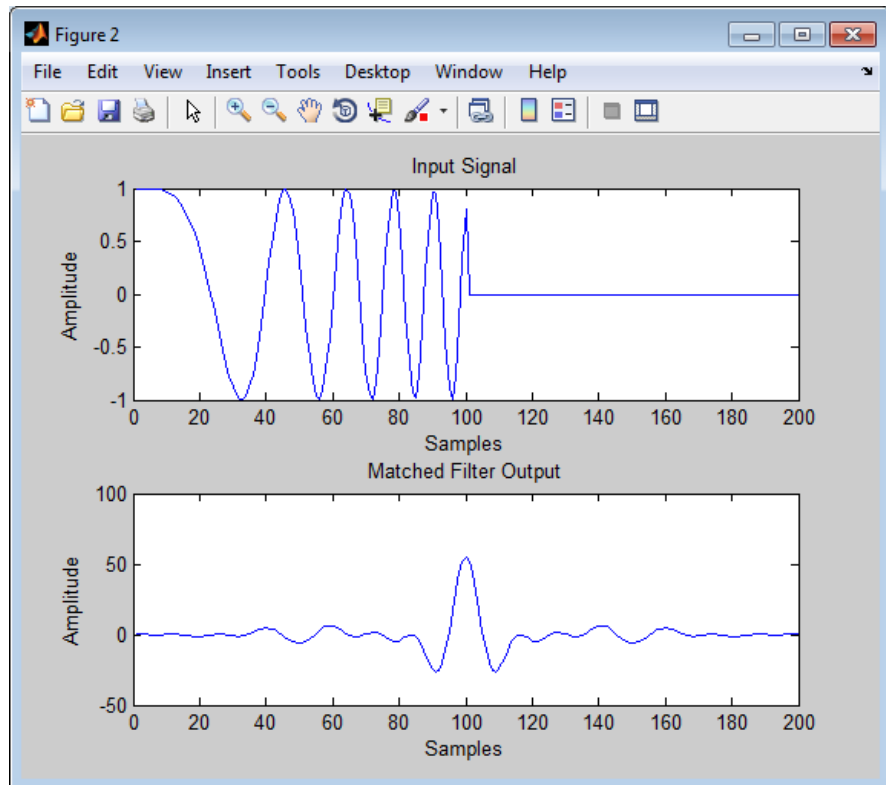 Figure 2
File Edit View Insert Tools Desktop Window Help
Input Signal
1
0.5
0
-0.5
-1
Amplitude
0 20 40 60 80 100 120 140 160 180 200
Samples
Matched Filter Output
100
50
0
-50
Amplitude
0 20 40 60 80 100 120 140 160 180 200
Samples